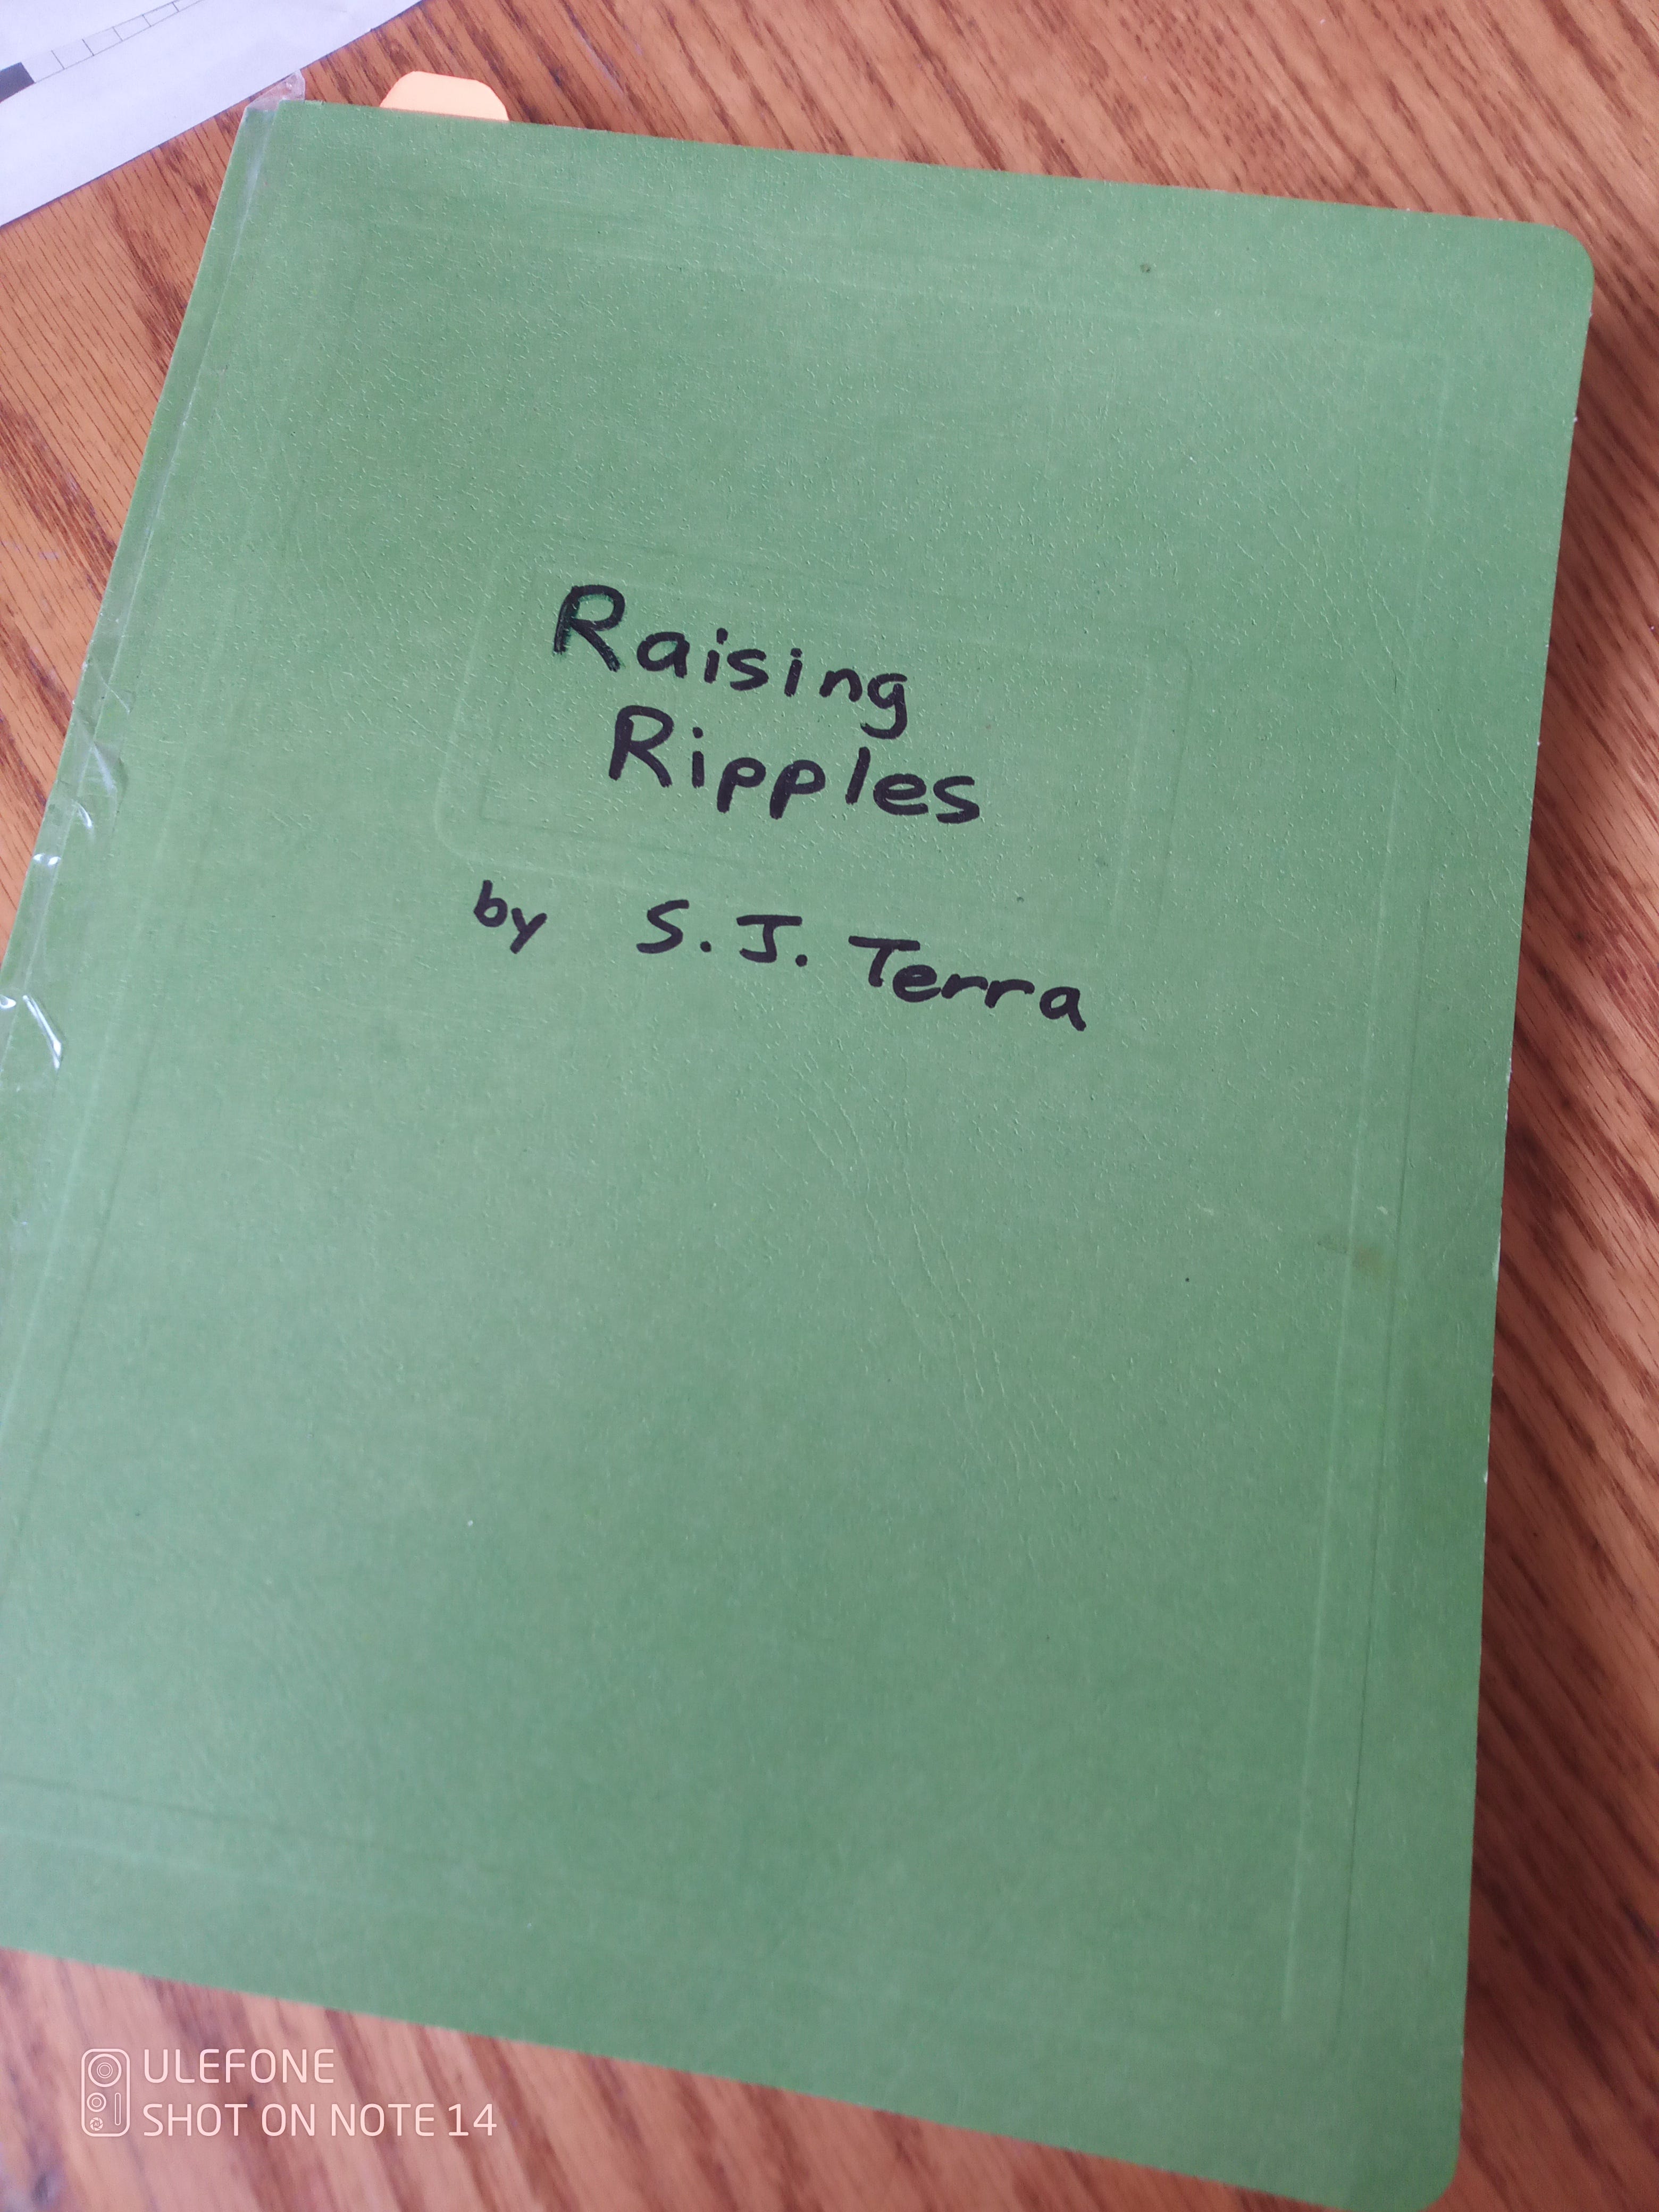 Raising
Ripples
by S. J. Terra
ULEFONE
SHOT ON NOTE 14